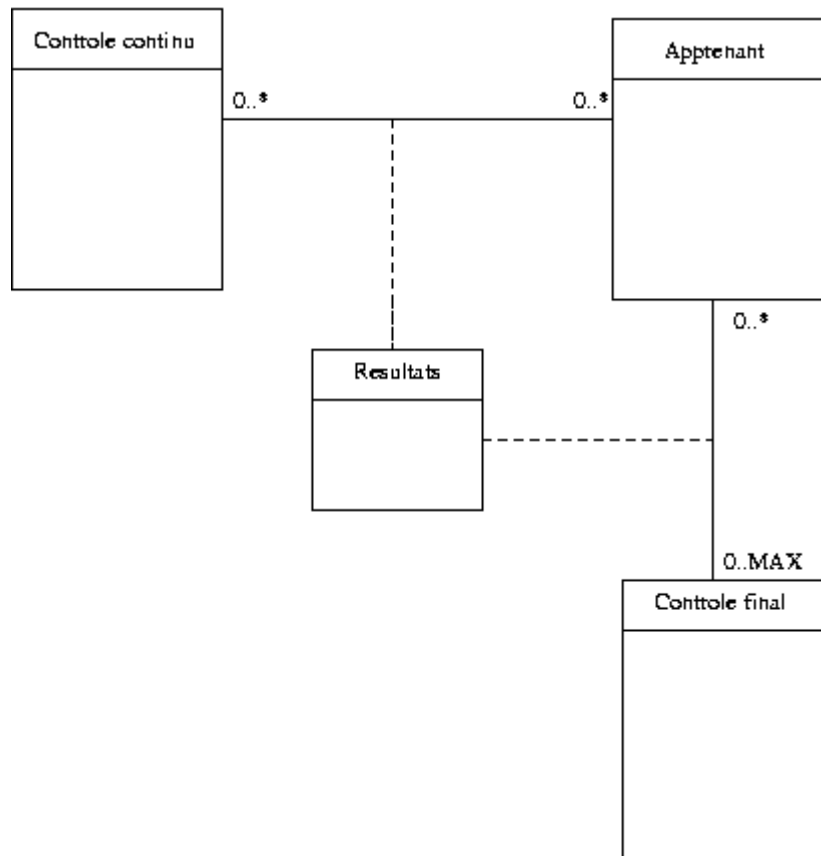 Controle continu
Apprenant
0..*
0..*
0..*
Resultats
0..MAX
Controle final